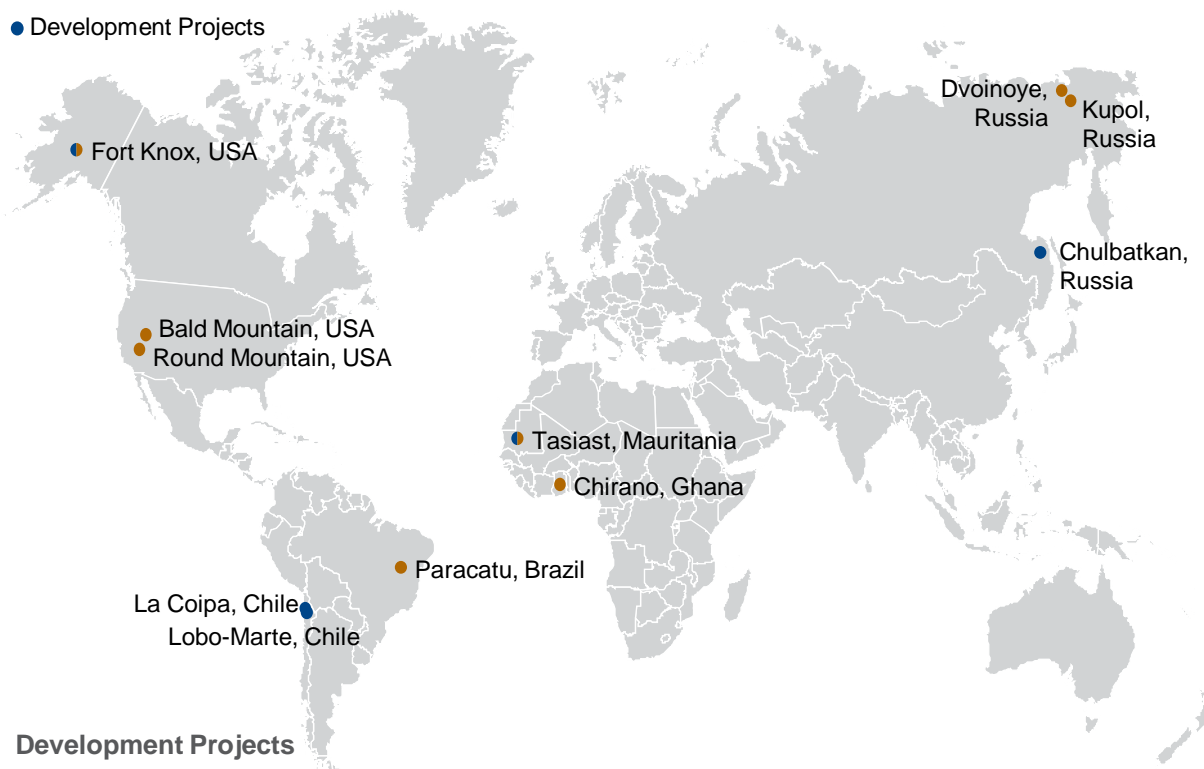 Development Projects
Dvoinoye,
Russia
Kupol,
Russia
Fort Knox, USA
Chulbatkan,
Russia
Bald Mountain, USA
Round Mountain, USA
Tasiast, Mauritania
Chirano, Ghana
Paracatu, Brazil
La Coipa, Chile
Lobo-Marte, Chile
Development Projects